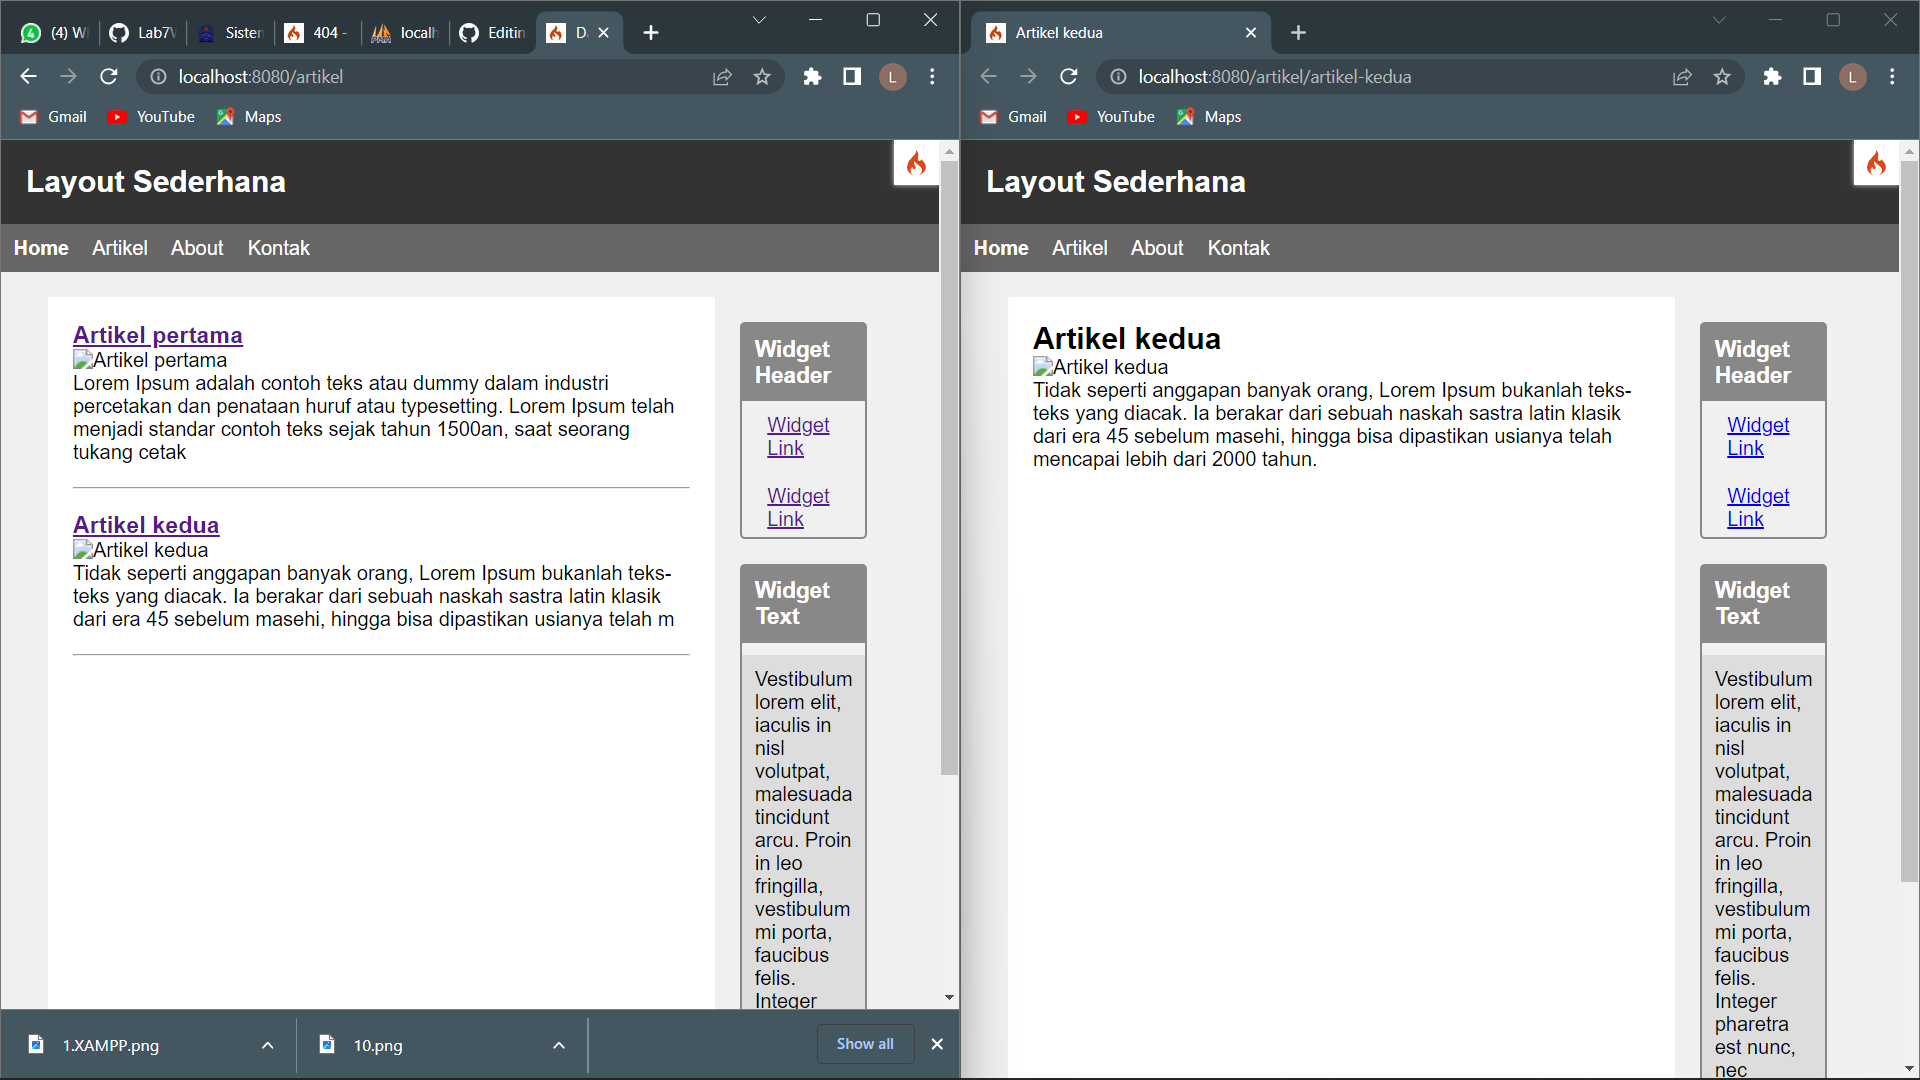 (4) W
Lab7
Sister
404 -
localh
Editin
D
localhost:8080/artikel
L
Gmail
YouTube
Maps
Layout Sederhana
Home
Artikel
About
Kontak
Artikel pertama
Artikel pertama
Lorem Ipsum adalah contoh teks atau dummy dalam industri
percetakan dan penataan huruf atau typesetting. Lorem Ipsum telah
menjadi standar contoh teks sejak tahun 1500an, saat seorang
tukang cetak
Artikel kedua
Artikel kedua
Tidak seperti anggapan banyak orang, Lorem Ipsum bukanlah teks-
teks yang diacak. Ia berakar dari sebuah naskah sastra latin klasik
dari era 45 sebelum masehi, hingga bisa dipastikan usianya telah m
Widget
Header
Widget
Link
Widget
Link
Widget
Text
Vestibulum
lorem elit,
iaculis in
nisl
volutpat,
malesuada
tincidunt
arcu. Proin
in leo
fringilla,
vestibulum
mi porta,
faucibus
felis.
Integer
1.XAMPP.png
10.png
Show all
Artikel kedua
localhost:8080/artikel/artikel-kedua
L
Gmail
YouTube
Maps
Layout Sederhana
Home
Artikel
About
Kontak
Artikel kedua
Artikel kedua
Tidak seperti anggapan banyak orang, Lorem Ipsum bukanlah teks-
teks yang diacak. Ia berakar dari sebuah naskah sastra latin klasik
dari era 45 sebelum masehi, hingga bisa dipastikan usianya telah
mencapai lebih dari 2000 tahun.
Widget
Header
Widget
Link
Widget
Link
Widget
Text
Vestibulum
lorem elit,
iaculis in
nisl
volutpat,
malesuada
tincidunt
arcu. Proin
in leo
fringilla,
vestibulum
mi porta,
faucibus
felis.
Integer
pharetra
est nunc,
nec